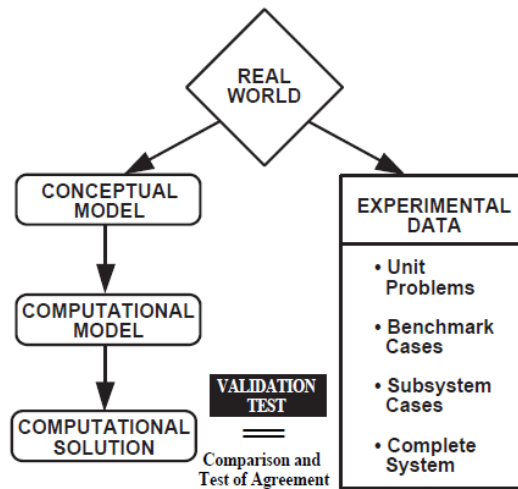 REAL
WORLD
CONCEPTUAL
MODEL
COMPUTATIONAL
MODEL
COMPUTATIONAL
SOLUTION
VALIDATION
TEST
Comparison and
Test of Agreement
EXPERIMENTAL
DATA
• Unit
Problems
• Benchmark
Cases
• Subsystem
Cases
• Complete
System